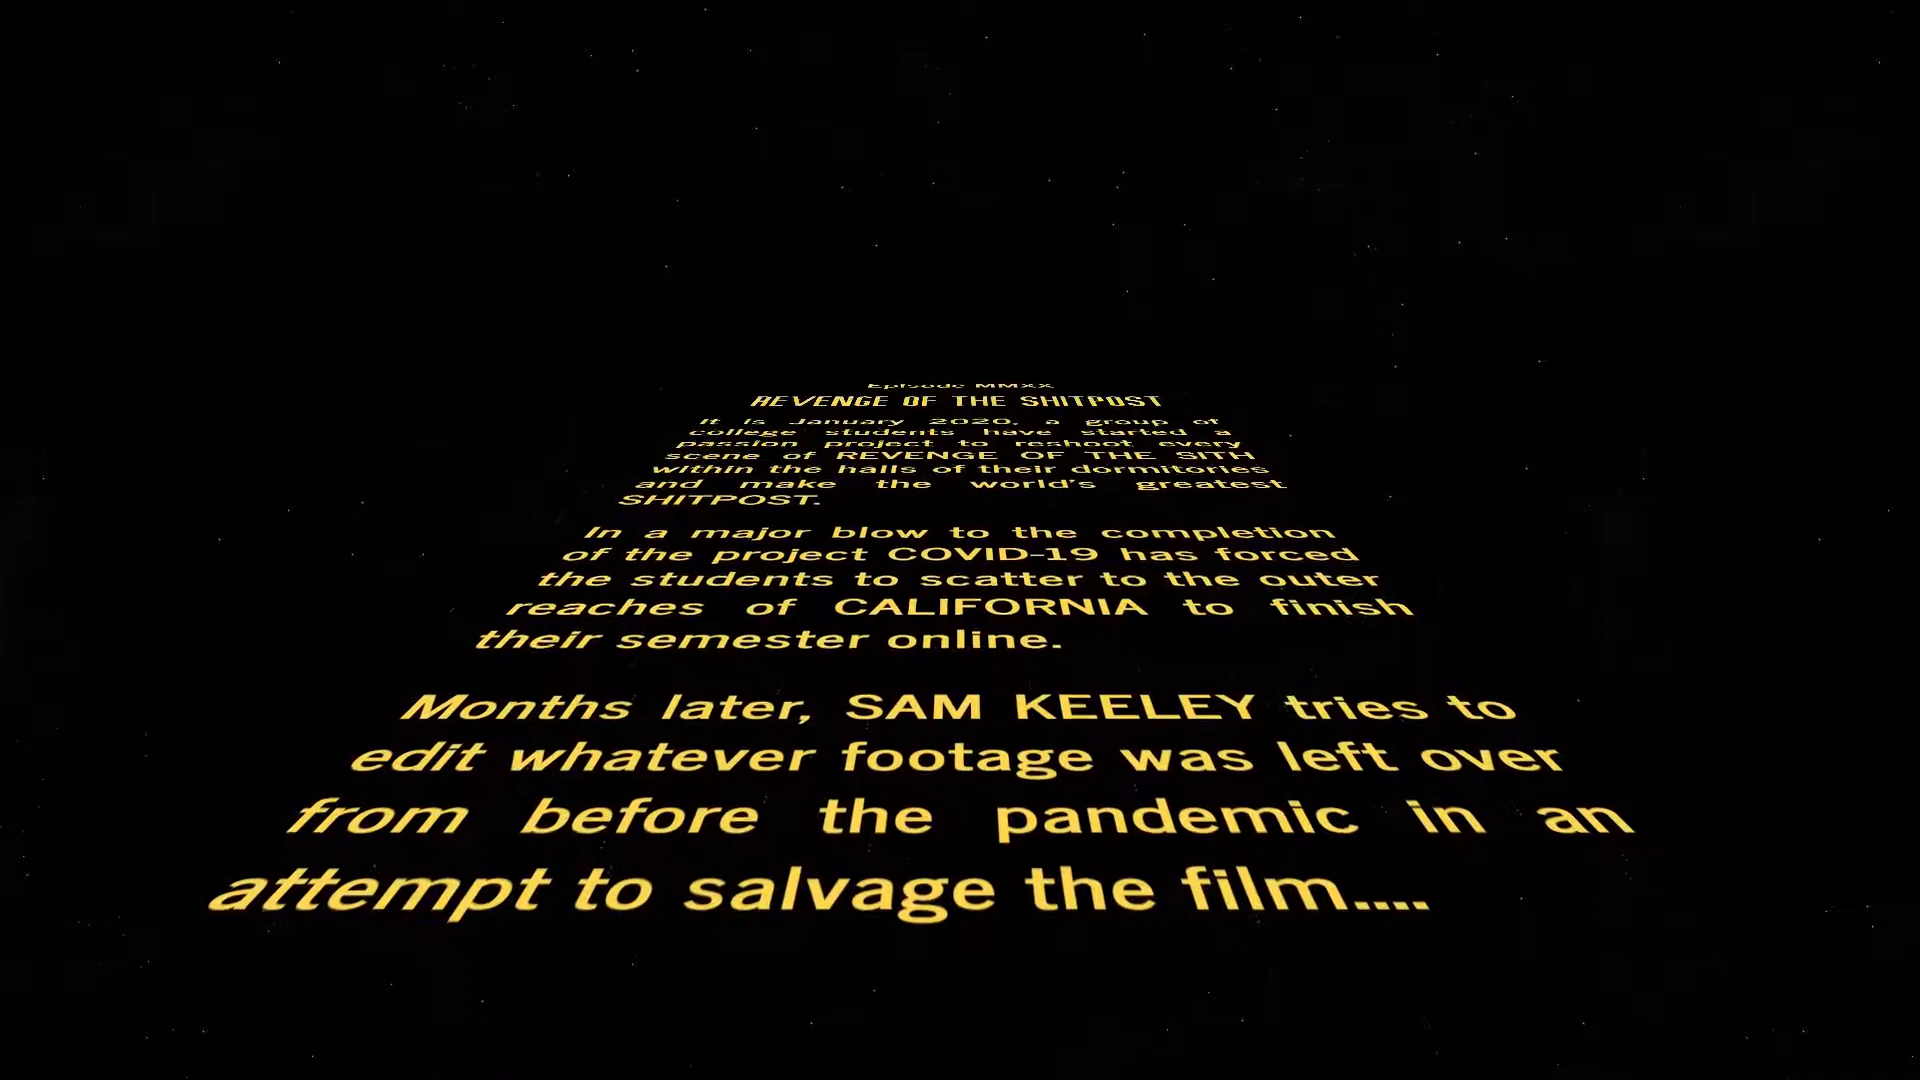 Episode MMXX
REVENGE OF THE SHITPOST
It is January 2020, a group of
college students have started a
passion project to reshoot every
scene of REVENGE OF THE SITH
within the halls of their dormitories
and make the world's greatest
SHITPOST.
In a major blow to the completion
of the project COVID-19 has forced
the students to scatter to the outer
reaches of CALIFORNIA to finish
their semester online.
Months later, SAM KEELEY tries to
edit whatever footage was left over
from before the pandemic in an
attempt to salvage the film....